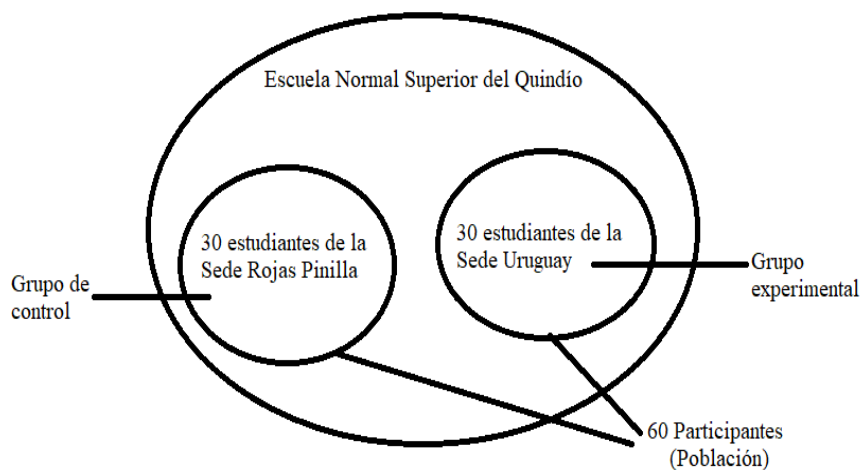 Escuela Normal Superior del Quindío
30 estudiantes de la
Sede Rojas Pinilla
30 estudiantes de la
Sede Uruguay
Grupo de
control
Grupo
experimental
60 Participantes
(Población)